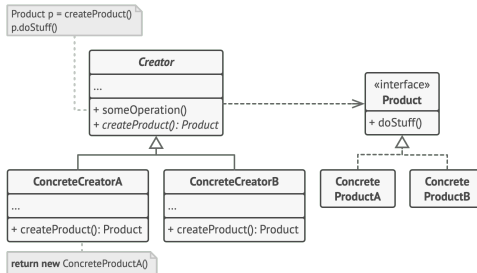 Product p = createProduct()
p.doStuff()
Creator
...
+ someOperation()
+ createProduct(): Product
«interface»
Product
+ doStuff()
ConcreteCreatorA
...
+ createProduct(): Product
ConcreteCreatorB
...
+ createProduct(): Product
Concrete
ProductA
Concrete
ProductB
return new ConcreteProductA()